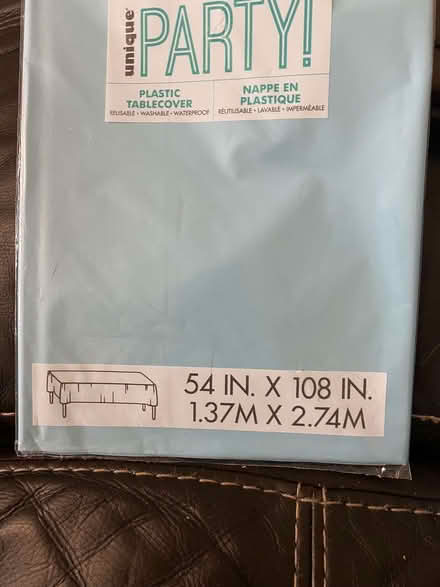 unique
PARTY!
PLASTIC
TABLECOVER
REUSABLE • WASHABLE • WATERPROOF
NAPPE EN
PLASTIQUE
RÉUTILISABLE • LAVABLE • IMPERMÉABLE
54 IN. X 108 IN.
1.37M X 2.74M